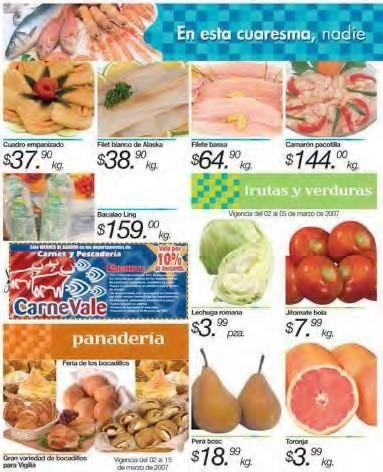 En esta cuaresma, nadie
Cuadro empanizado
$37.90 kg.
Filet blanco de Alaska
$38.90 kg.
Filete bassa
$64.90 kg.
Camarón pacotilla
$144.00 kg.
Bacalao Ling
$159.00 kg.
frutas y verduras
Vigencia del 02 al 05 de marzo de 2007
Carnes y Pescadería
Vale por
10%
CarneVale
Lechuga romana
$3.99 pza.
Jitomate bola
$7.99 kg.
panadería
Feria de los bocadillos
Gran variedad de bocadillos
para Vigilia
Vigencia del 02 al 15
de marzo de 2007
Pera bosc
$18.99 kg.
Toronja
$3.99 kg.